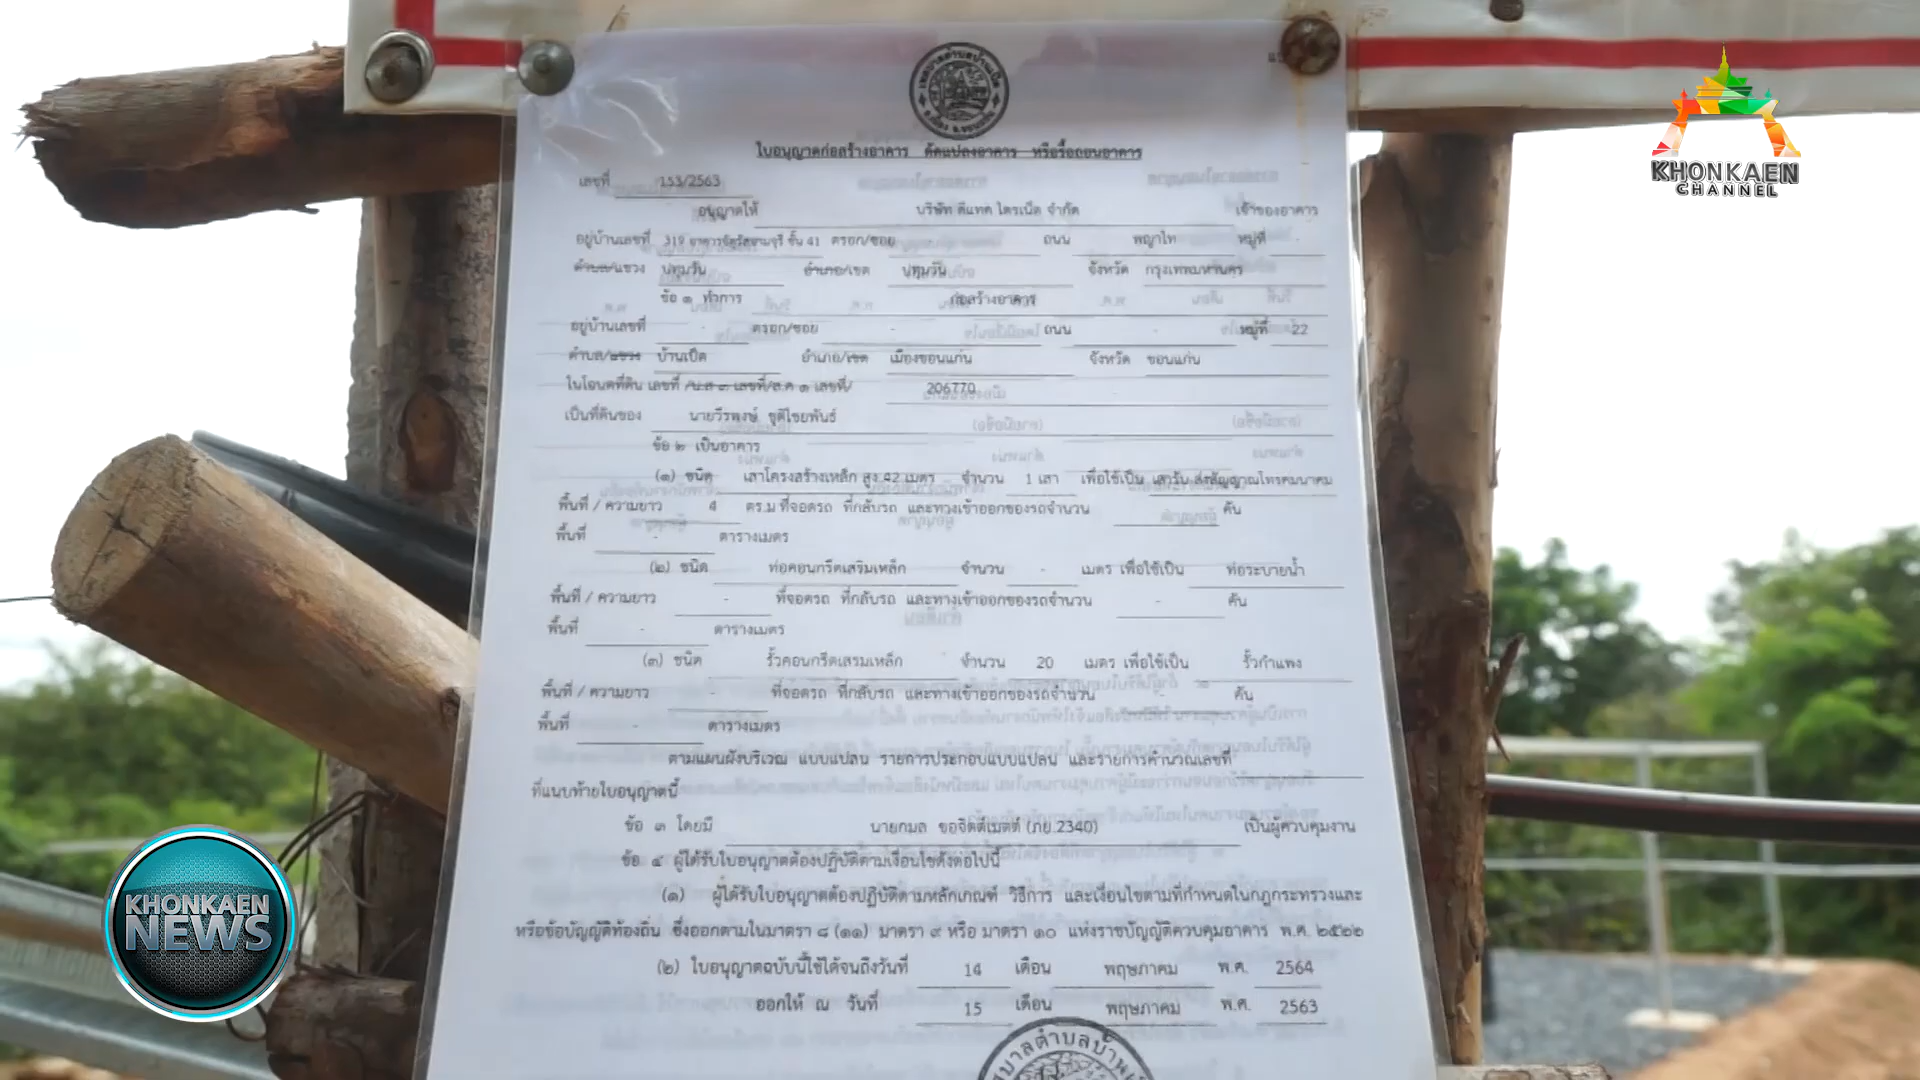 KHONKAEN
CHANNEL
ใบอนุญาตก่อสร้างอาคาร ดัดแปลงอาคาร หรือรื้อถอนอาคาร
เลขที่ 153/2563
อนุญาตให้ บริษัท ดีแทค ไตรเน็ต จำกัด เจ้าของอาคาร
อยู่บ้านเลขที่ 319 อาคารจัตุรัสจามจุรี ชั้น 41 ตรอก/ซอย ถนน พญาไท หมู่ที่ -
ตำบล/แขวง ปทุมวัน อำเภอ/เขต ปทุมวัน จังหวัด กรุงเทพมหานคร
ข้อ ๑ ทำการ ก่อสร้างอาคาร
อยู่บ้านเลขที่ - ตรอก/ซอย - ถนน - หมู่ที่ 22
ตำบล/แขวง บ้านเป็ด อำเภอ/เขต เมืองขอนแก่น จังหวัด ขอนแก่น
ในโฉนดที่ดิน เลขที่ /น.ส ๓ เลขที่/ส.ค ๑ เลขที่/ 206770
เป็นที่ดินของ นายวีรพงษ์ ชูติไชยพันธ์
ข้อ ๒ เป็นอาคาร
(๑) ชนิด เสาโครงสร้างเหล็ก สูง 42 เมตร จำนวน 1 เสา เพื่อใช้เป็น เสารับ ส่งสัญญาณโทรคมนาคม
พื้นที่ / ความยาว 4 ตร.ม ที่จอดรถ ที่กลับรถ และทางเข้าออกของรถจำนวน คัน
พื้นที่ - ตารางเมตร
(๒) ชนิด ท่อคอนกรีตเสริมเหล็ก จำนวน - เมตร เพื่อใช้เป็น ท่อระบายน้ำ
พื้นที่ / ความยาว - ที่จอดรถ ที่กลับรถ และทางเข้าออกของรถจำนวน - คัน
พื้นที่ - ตารางเมตร
(๓) ชนิด รั้วคอนกรีตเสริมเหล็ก จำนวน 20 เมตร เพื่อใช้เป็น รั้วกำแพง
พื้นที่ / ความยาว - ที่จอดรถ ที่กลับรถ และทางเข้าออกของรถจำนวน - คัน
พื้นที่ - ตารางเมตร
ตามแผนผังบริเวณ แบบแปลน รายการประกอบแบบแปลน และรายการคำนวณเลขที่
ที่แนบท้ายใบอนุญาตนี้
ข้อ ๓ โดยมี นายกมล ขอจิตต์เมตต์ (ภย.2340) เป็นผู้ควบคุมงาน
ข้อ ๔ ผู้ได้รับใบอนุญาตต้องปฏิบัติตามเงื่อนไขดังต่อไปนี้
(๑) ผู้ได้รับใบอนุญาตต้องปฏิบัติตามหลักเกณฑ์ วิธีการ และเงื่อนไขตามที่กำหนดในกฎกระทรวงและ
หรือข้อบัญญัติท้องถิ่น ซึ่งออกตามในมาตรา ๘ (๑๑) มาตรา ๙ หรือ มาตรา ๑๐ แห่งราชบัญญัติควบคุมอาคาร พ.ศ. ๒๕๒๒
(๒) ใบอนุญาตฉบับนี้ใช้ได้จนถึงวันที่ 14 เดือน พฤษภาคม พ.ศ. 2564
ออกให้ ณ วันที่ 15 เดือน พฤษภาคม พ.ศ. 2563
KHONKAEN
NEWS